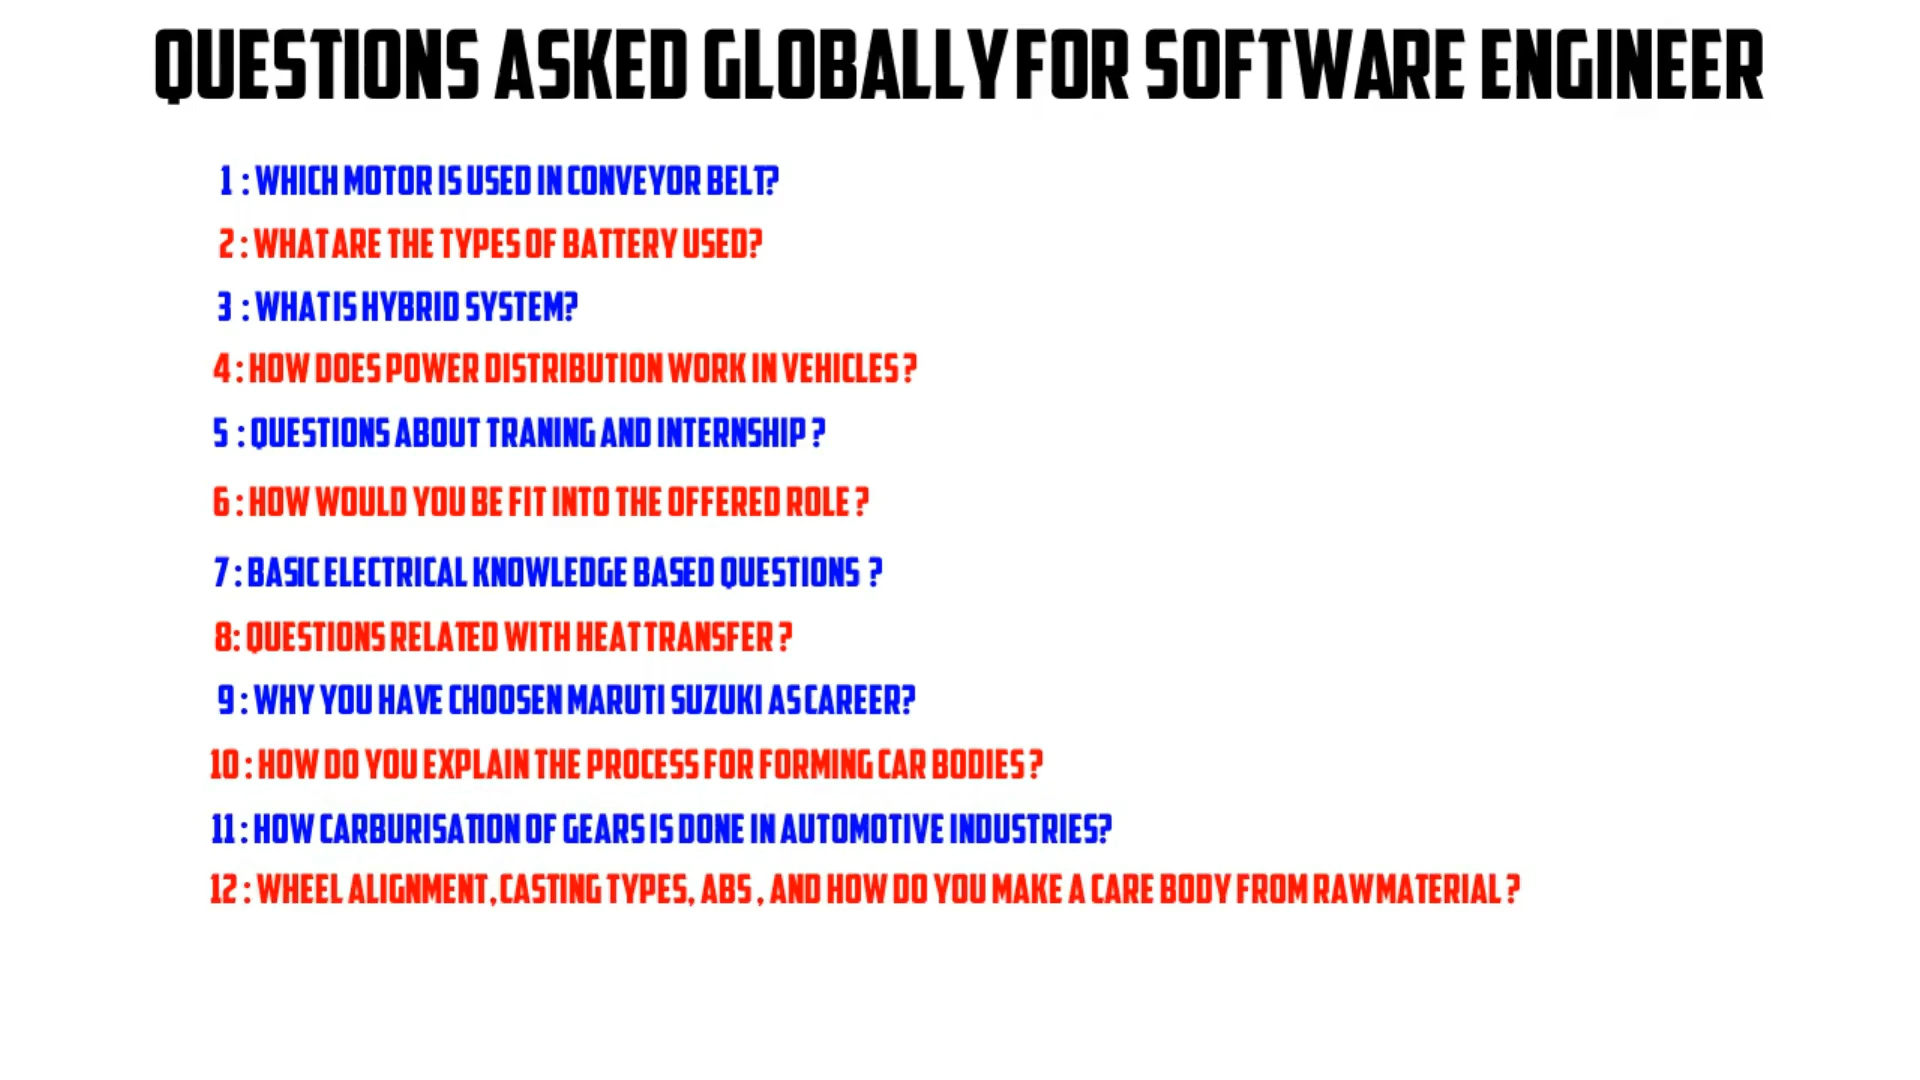 QUESTIONS ASKED GLOBALLY FOR SOFTWARE ENGINEER
1 : WHICH MOTOR IS USED IN CONVEYOR BELT?
2 : WHAT ARE THE TYPES OF BATTERY USED?
3 : WHAT IS HYBRID SYSTEM?
4 : HOW DOES POWER DISTRIBUTION WORK IN VEHICLES ?
5 : QUESTIONS ABOUT TRANING AND INTERNSHIP ?
6 : HOW WOULD YOU BE FIT INTO THE OFFERED ROLE ?
7 : BASIC ELECTRICAL KNOWLEDGE BASED QUESTIONS ?
8: QUESTIONS RELATED WITH HEAT TRANSFER ?
9 : WHY YOU HAVE CHOOSEN MARUTI SUZUKI AS CAREER?
10 : HOW DO YOU EXPLAIN THE PROCESS FOR FORMING CAR BODIES ?
11 : HOW CARBURISATION OF GEARS IS DONE IN AUTOMOTIVE INDUSTRIES?
12 : WHEEL ALIGNMENT, CASTING TYPES, ABS , AND HOW DO YOU MAKE A CARE BODY FROM RAW MATERIAL ?